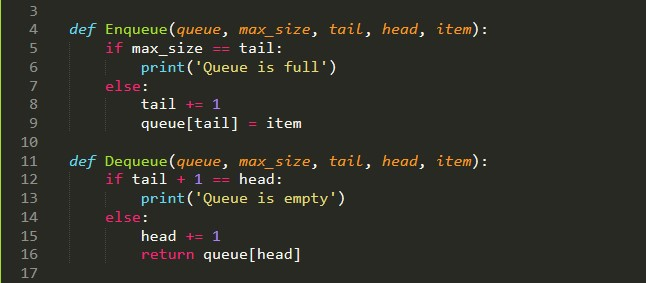 3
4 def Enqueue(queue, max_size, tail, head, item):
5     if max_size == tail:
6         print('Queue is full')
7     else:
8         tail += 1
9         queue[tail] = item
10
11 def Dequeue(queue, max_size, tail, head, item):
12     if tail + 1 == head:
13         print('Queue is empty')
14     else:
15         head += 1
16         return queue[head]
17